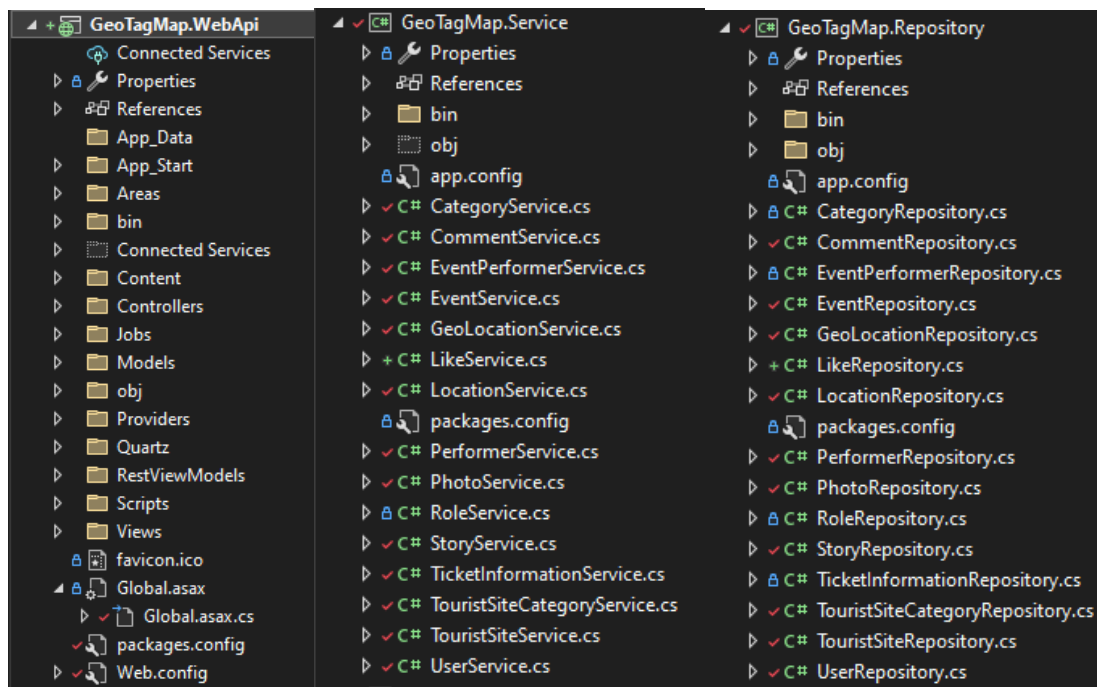 GeoTagMap.WebApi
Connected Services
Properties
References
App_Data
App_Start
Areas
bin
Connected Services
Content
Controllers
Jobs
Models
obj
Providers
Quartz
RestViewModels
Scripts
Views
favicon.ico
Global.asax
Global.asax.cs
packages.config
Web.config
C# GeoTagMap.Service
Properties
References
bin
obj
app.config
C# CategoryService.cs
C# CommentService.cs
C# EventPerformerService.cs
C# EventService.cs
C# GeoLocationService.cs
C# LikeService.cs
C# LocationService.cs
packages.config
C# PerformerService.cs
C# PhotoService.cs
C# RoleService.cs
C# StoryService.cs
C# TicketInformationService.cs
C# TouristSiteCategoryService.cs
C# TouristSiteService.cs
C# UserService.cs
C# GeoTagMap.Repository
Properties
References
bin
obj
app.config
C# CategoryRepository.cs
C# CommentRepository.cs
C# EventPerformerRepository.cs
C# EventRepository.cs
C# GeoLocationRepository.cs
C# LikeRepository.cs
C# LocationRepository.cs
packages.config
C# PerformerRepository.cs
C# PhotoRepository.cs
C# RoleRepository.cs
C# StoryRepository.cs
C# TicketInformationRepository.cs
C# TouristSiteCategoryRepository.cs
C# TouristSiteRepository.cs
C# UserRepository.cs